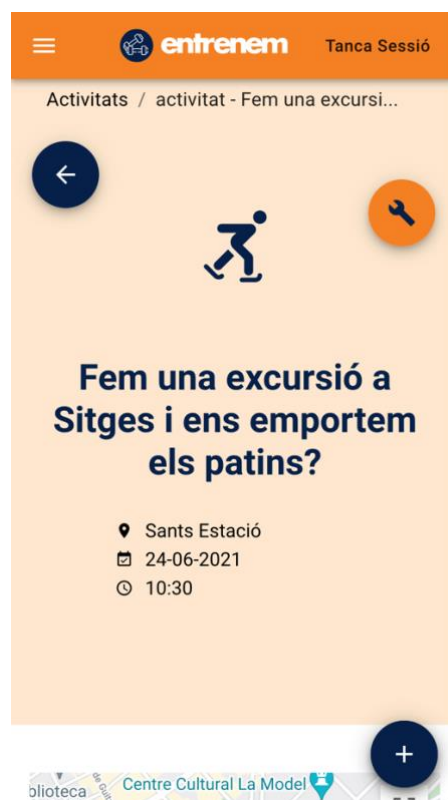 entrenem
Tanca Sessió
Activitats / activitat - Fem una excursi...
Fem una excursió a
Sitges i ens emportem
els patins?
Sants Estació
24-06-2021
10:30
Centre Cultural La Model
blioteca